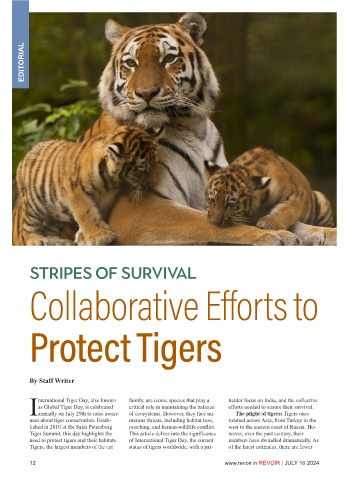 EDITORIAL
STRIPES OF SURVIVAL
Collaborative Efforts to
Protect Tigers
By Staff Writer
International Tiger Day, also known
as Global Tiger Day, is celebrated
annually on July 29th to raise aware-
ness about tiger conservation. Estab-
lished in 2010 at the Saint Petersburg
Tiger Summit, this day highlights the
need to protect tigers and their habitats.
Tigers, the largest members of the cat
family, are iconic species that play a
critical role in maintaining the balance
of ecosystems. However, they face nu-
merous threats, including habitat loss,
poaching, and human-wildlife conflict.
This article delves into the significance
of International Tiger Day, the current
status of tigers worldwide, with a par-
ticular focus on India, and the collective
efforts needed to ensure their survival.
The plight of tigers: Tigers once
roamed across Asia, from Turkey in the
west to the eastern coast of Russia. Ho-
wever, over the past century, their
numbers have dwindled dramatically. As
of the latest estimates, there are fewer
12
www.revoir.in REVOIR | JULY 16 2024